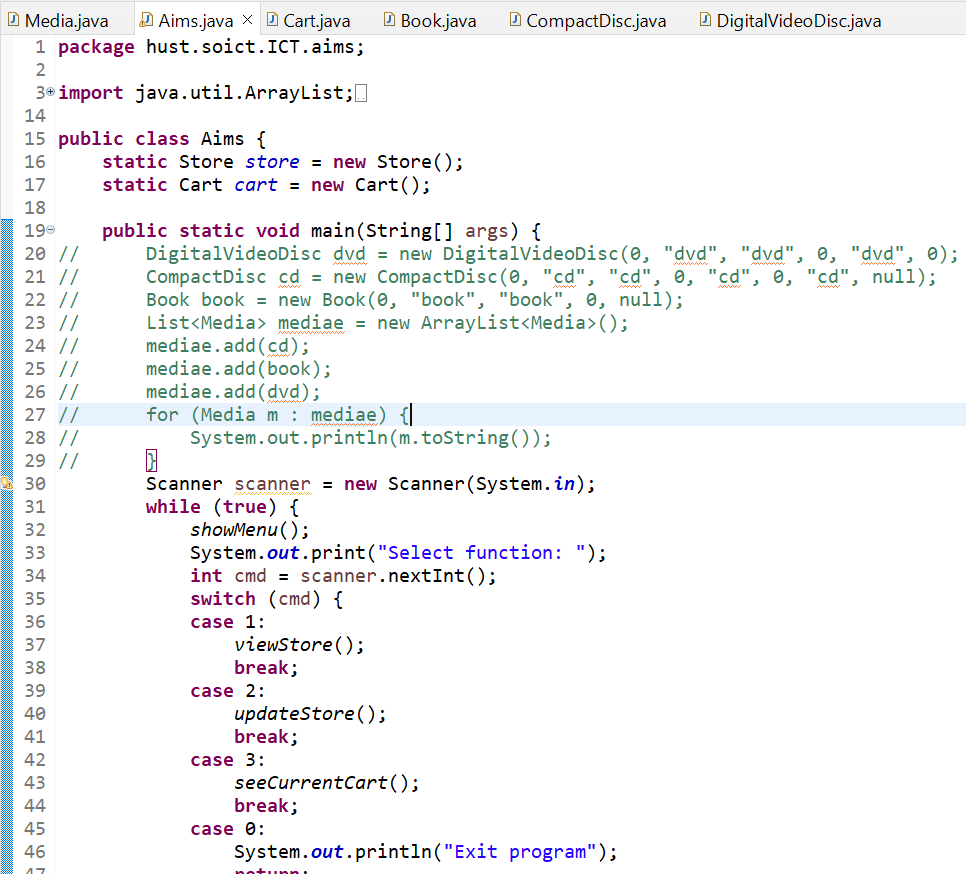 Media.java Aims.java Cart.java Book.java CompactDisc.java DigitalVideoDisc.java
1 package hust.soict.ICT.aims;
2
3 import java.util.ArrayList;
14
15 public class Aims {
16     static Store store = new Store();
17     static Cart cart = new Cart();
18
19     public static void main(String[] args) {
20 //      DigitalVideoDisc dvd = new DigitalVideoDisc(0, "dvd", "dvd", 0, "dvd", 0);
21 //      CompactDisc cd = new CompactDisc(0, "cd", "cd", 0, "cd", 0, "cd", null);
22 //      Book book = new Book(0, "book", "book", 0, null);
23 //      List<Media> mediae = new ArrayList<Media>();
24 //      mediae.add(cd);
25 //      mediae.add(book);
26 //      mediae.add(dvd);
27 //      for (Media m : mediae) {
28 //          System.out.println(m.toString());
29 //      }
30         Scanner scanner = new Scanner(System.in);
31         while (true) {
32             showMenu();
33             System.out.print("Select function: ");
34             int cmd = scanner.nextInt();
35             switch (cmd) {
36             case 1:
37                 viewStore();
38                 break;
39             case 2:
40                 updateStore();
41                 break;
42             case 3:
43                 seeCurrentCart();
44                 break;
45             case 0:
46                 System.out.println("Exit program");
47                 return;